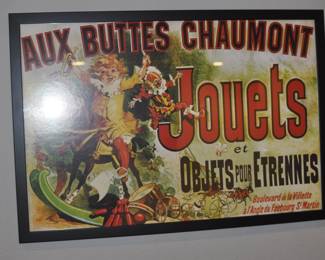 AUX BUTTES CHAUMONT
Jouets
et
OBJETS POUR ETRENNES
Boulevard de la Villette
à l'Angle du Faubourg St Martin